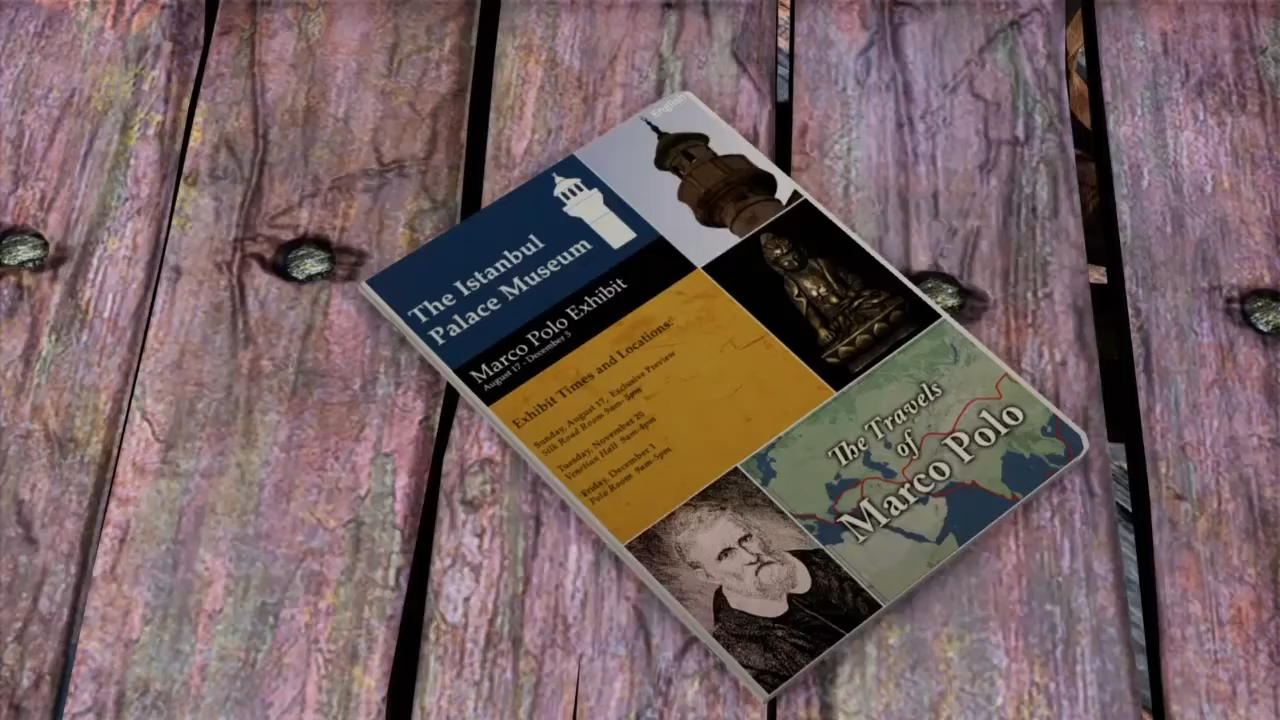 English
The Istanbul
Palace Museum
Marco Polo Exhibit
August 17 - December 5
Exhibit Times and Locations:
Sunday, August 17, Exclusive Preview
Silk Road Room 9am-5pm
Tuesday, November 25
Venetian Hall 9am-4pm
Friday, December 1
Polo Room 9am-5pm
The Travels
of
Marco Polo